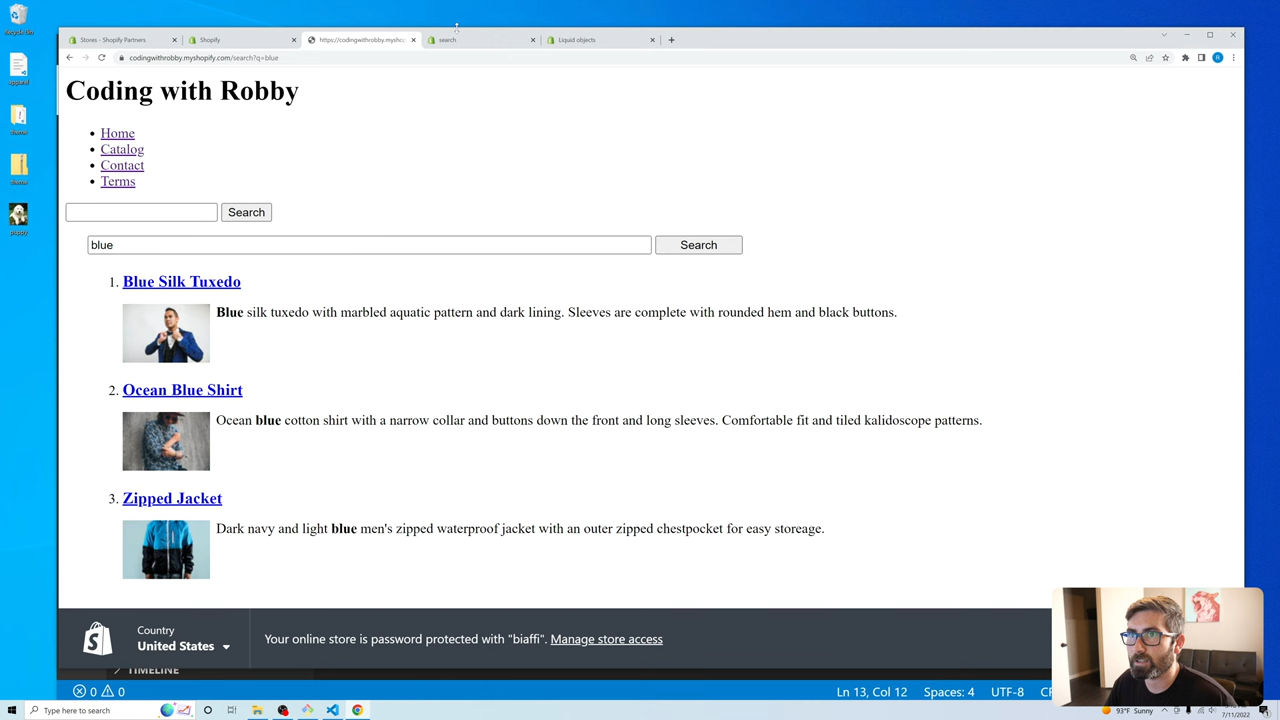 Stores - Shopify Partners
Shopify
https://codingwithrobby.myshop
search
Liquid objects
codingwithrobby.myshopify.com/search?q=blue
Coding with Robby
Home
Catalog
Contact
Terms
Search
blue
Search
1. Blue Silk Tuxedo
Blue silk tuxedo with marbled aquatic pattern and dark lining. Sleeves are complete with rounded hem and black buttons.
2. Ocean Blue Shirt
Ocean blue cotton shirt with a narrow collar and buttons down the front and long sleeves. Comfortable fit and tiled kalidoscope patterns.
3. Zipped Jacket
Dark navy and light blue men's zipped waterproof jacket with an outer zipped chestpocket for easy storeage.
Country
United States
Your online store is password protected with "biaffi". Manage store access
TIMELINE
0 0
Ln 13, Col 12 Spaces: 4 UTF-8
Type here to search
93°F Sunny
7/11/2022